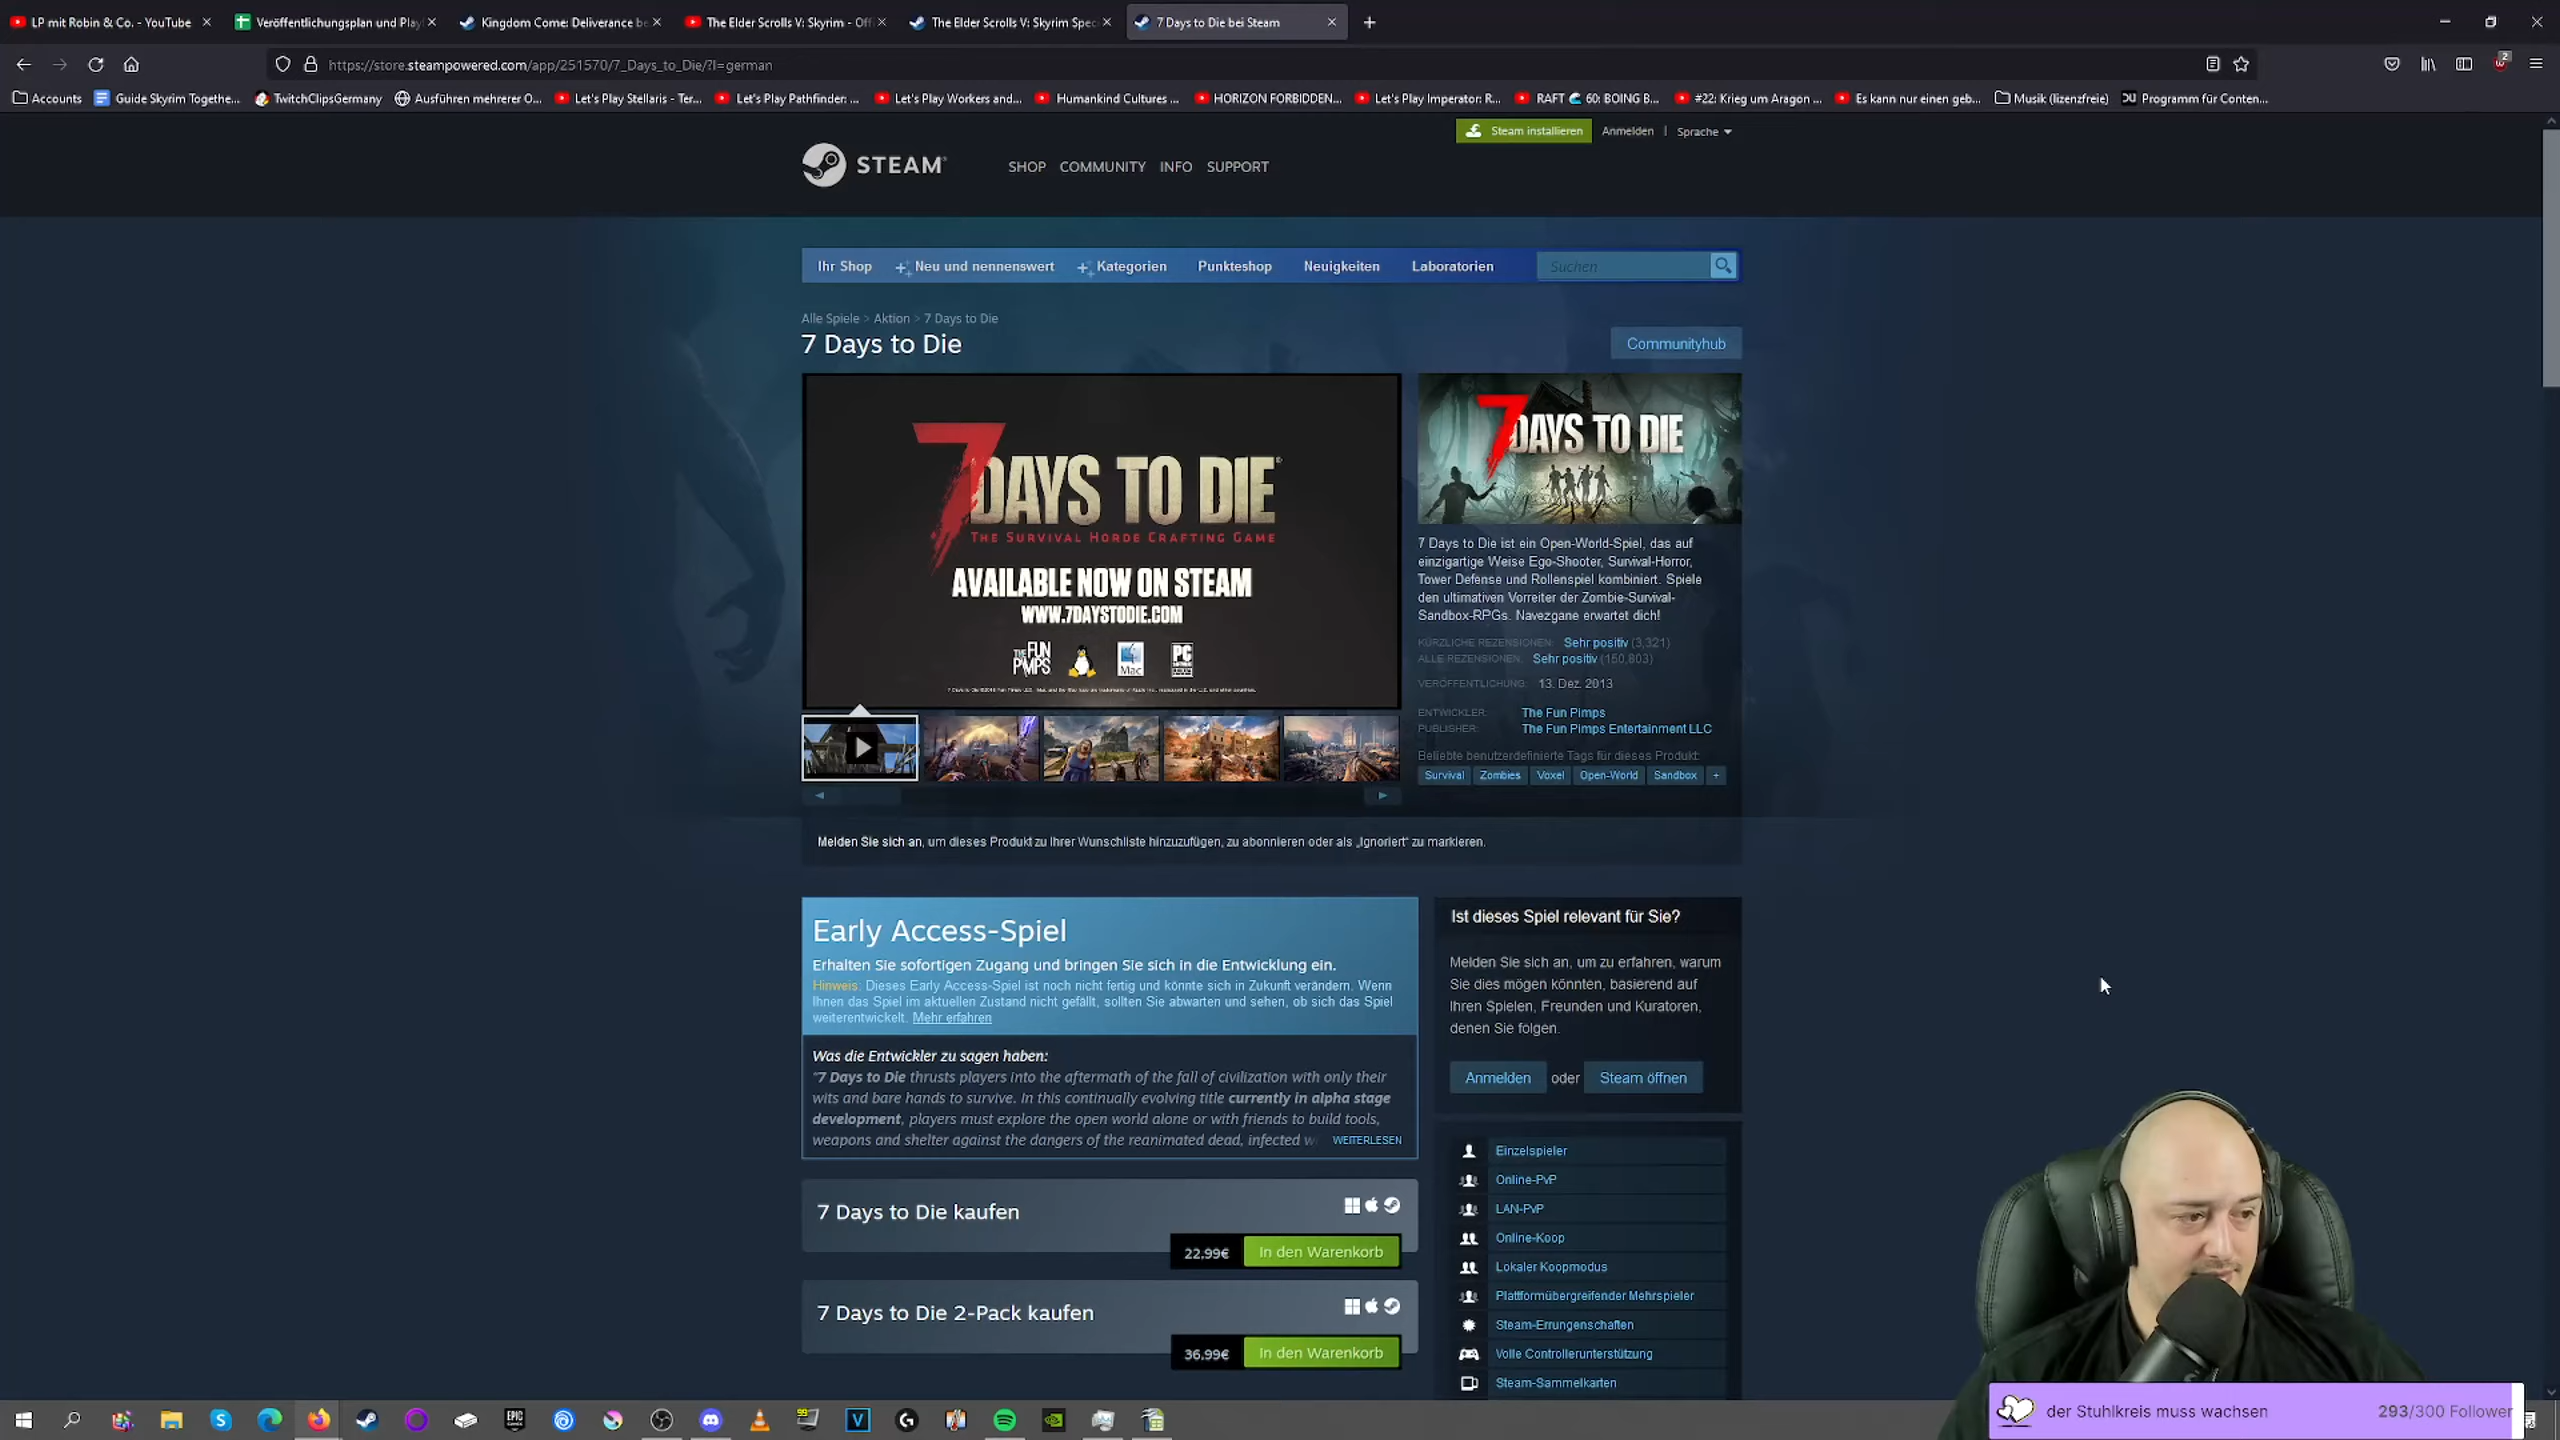 LP mit Robin & Co. - YouTube
Veröffentlichungsplan und Play
Kingdom Come: Deliverance be
The Elder Scrolls V: Skyrim - Off
The Elder Scrolls V: Skyrim Spec
7 Days to Die bei Steam
https://store.steampowered.com/app/251570/7_Days_to_Die/?l=german
2
Accounts
Guide Skyrim Togethe...
TwitchClipsGermany
Ausführen mehrerer O...
Let's Play Stellaris - Ter...
Let's Play Pathfinder: ...
Let's Play Workers and...
Humankind Cultures ...
HORIZON FORBIDDEN...
Let's Play Imperator: R...
RAFT 🌊 60: BOING B...
#22: Krieg um Aragon ...
Es kann nur einen geb...
Musik (lizenzfreie)
Programm für Conten...
Steam installieren
Anmelden
Sprache
STEAM
SHOP COMMUNITY INFO SUPPORT
Ihr Shop
Neu und nennenswert
Kategorien
Punkteshop
Neuigkeiten
Laboratorien
Suchen
Alle Spiele > Aktion > 7 Days to Die
7 Days to Die
Communityhub
7 DAYS TO DIE
THE SURVIVAL HORDE CRAFTING GAME
AVAILABLE NOW ON STEAM
WWW.7DAYSTODIE.COM
THE FUN PIMPS
Mac
PC
7 DAYS TO DIE
7 Days to Die ist ein Open-World-Spiel, das auf
einzigartige Weise Ego-Shooter, Survival-Horror,
Tower Defense und Rollenspiel kombiniert. Spiele
den ultimativen Vorreiter der Zombie-Survival-
Sandbox-RPGs. Navezgane erwartet dich!
KÜRZLICHE REZENSIONEN: Sehr positiv (3,321)
ALLE REZENSIONEN: Sehr positiv (150,803)
VERÖFFENTLICHUNG: 13. Dez. 2013
ENTWICKLER: The Fun Pimps
PUBLISHER: The Fun Pimps Entertainment LLC
Beliebte benutzerdefinierte Tags für dieses Produkt:
Survival Zombies Voxel Open-World Sandbox +
Melden Sie sich an, um dieses Produkt zu Ihrer Wunschliste hinzuzufügen, zu abonnieren oder als „Ignoriert“ zu markieren.
Early Access-Spiel
Erhalten Sie sofortigen Zugang und bringen Sie sich in die Entwicklung ein.
Hinweis: Dieses Early Access-Spiel ist noch nicht fertig und könnte sich in Zukunft verändern. Wenn
Ihnen das Spiel im aktuellen Zustand nicht gefällt, sollten Sie abwarten und sehen, ob sich das Spiel
weiterentwickelt. Mehr erfahren
Was die Entwickler zu sagen haben:
"7 Days to Die thrusts players into the aftermath of the fall of civilization with only their
wits and bare hands to survive. In this continually evolving title currently in alpha stage
development, players must explore the open world alone or with friends to build tools,
weapons and shelter against the dangers of the reanimated dead, infected w
WEITERLESEN
7 Days to Die kaufen
22,99€
In den Warenkorb
7 Days to Die 2-Pack kaufen
36,99€
In den Warenkorb
Ist dieses Spiel relevant für Sie?
Melden Sie sich an, um zu erfahren, warum
Sie dies mögen könnten, basierend auf
Ihren Spielen, Freunden und Kuratoren,
denen Sie folgen.
Anmelden oder Steam öffnen
Einzelspieler
Online-PvP
LAN-PvP
Online-Koop
Lokaler Koopmodus
Plattformübergreifender Mehrspieler
Steam-Errungenschaften
Volle Controllerunterstützung
Steam-Sammelkarten
EPIC
99
der Stuhlkreis muss wachsen
293/300 Follower